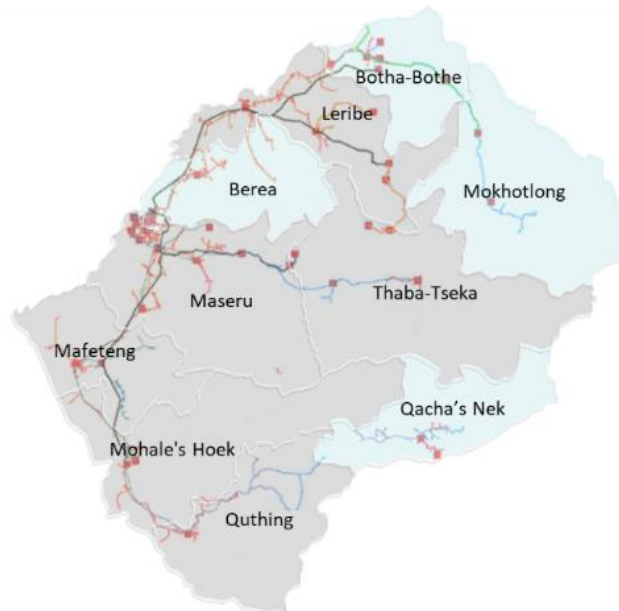 Botha-Bothe
Leribe
Berea
Mokhotlong
Maseru
Thaba-Tseka
Mafeteng
Qacha's Nek
Mohale's Hoek
Quthing